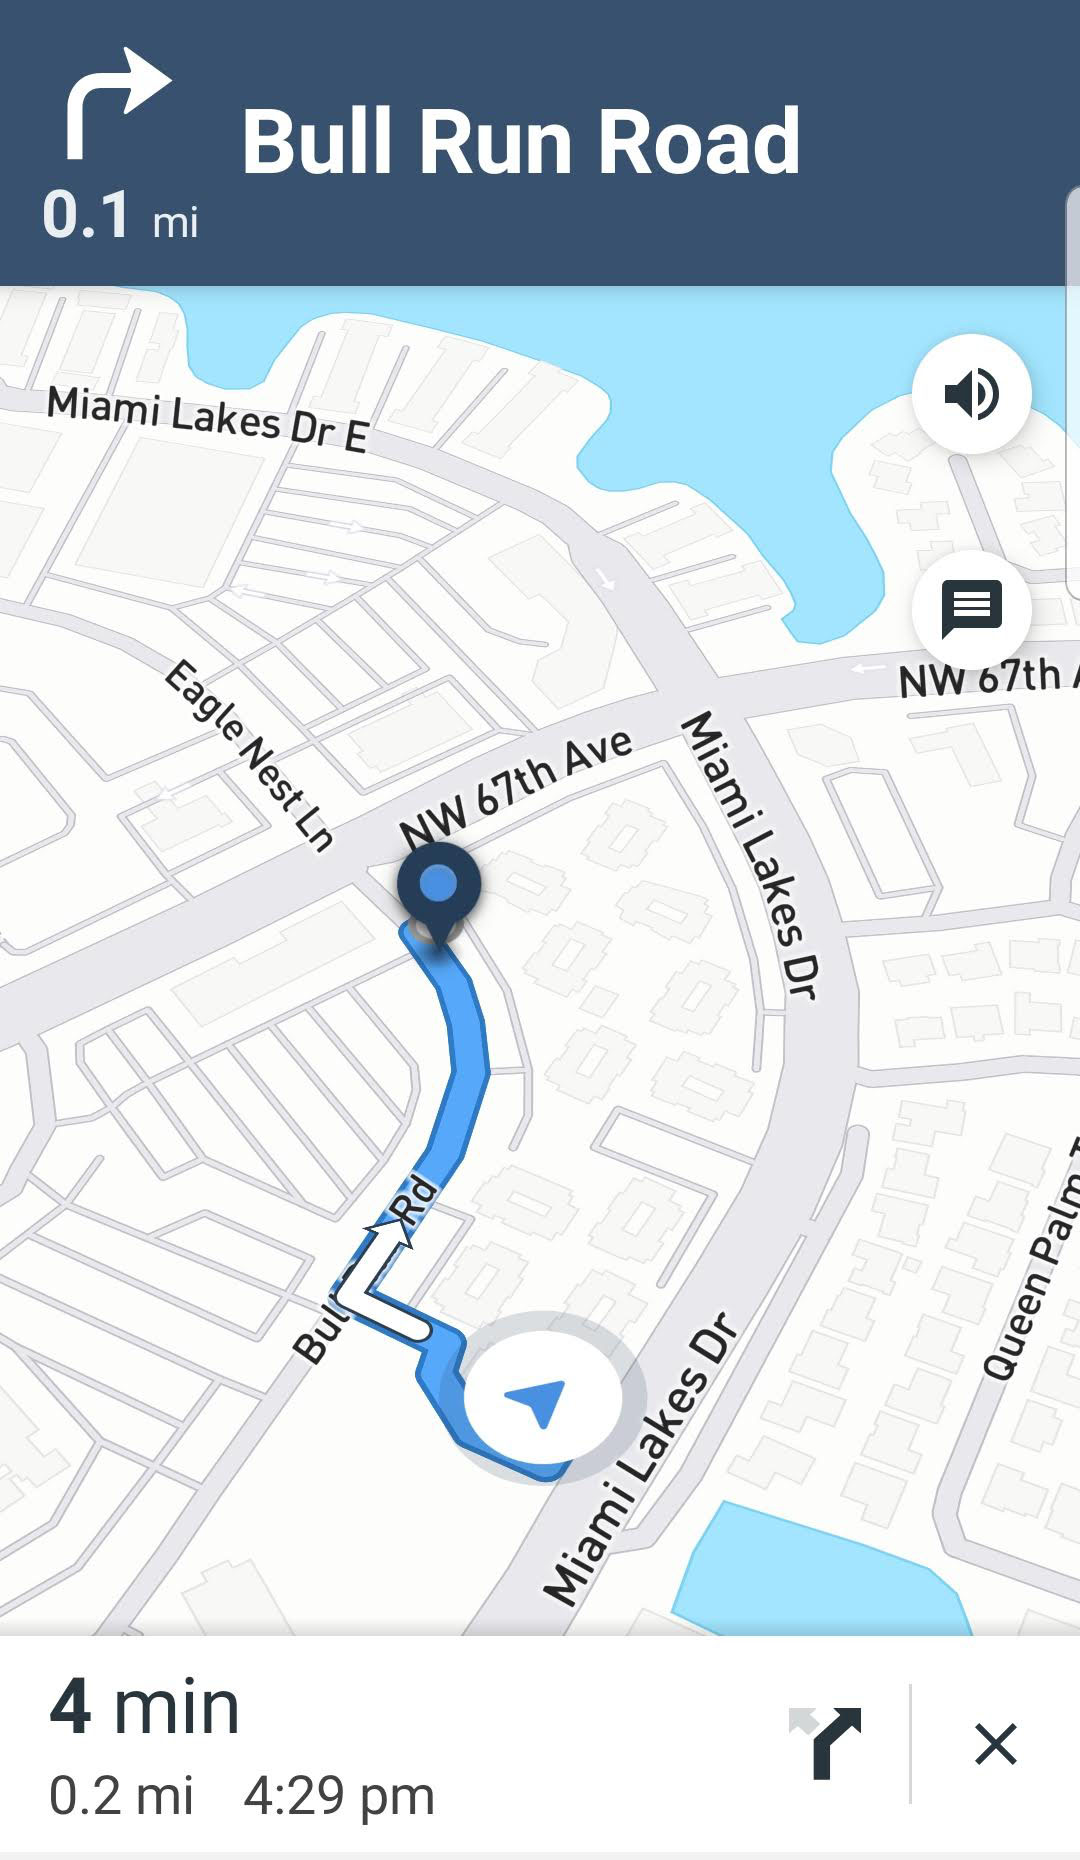 Bull Run Road
0.1 mi
Miami Lakes Dr E
NW 67th
Eagle Nest Ln
NW 67th Ave
Miami Lakes Dr
Rd
Bul
Queen Palm T
Miami Lakes Dr
4 min
0.2 mi 4:29 pm